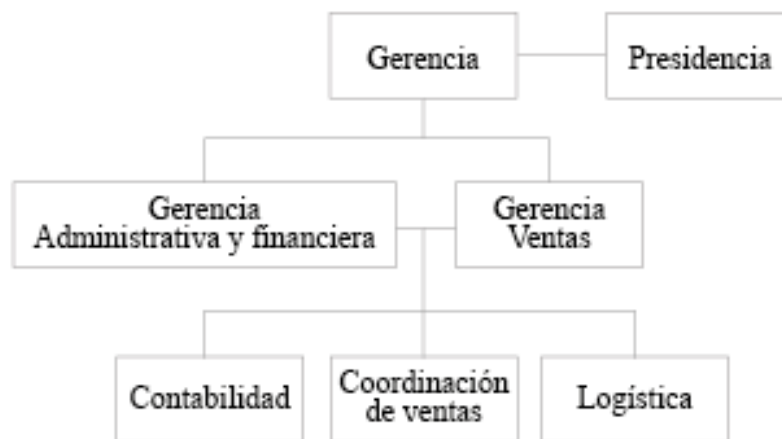 Gerencia
Presidencia
Gerencia
Administrativa y financiera
Gerencia
Ventas
Contabilidad
Coordinación
de ventas
Logística